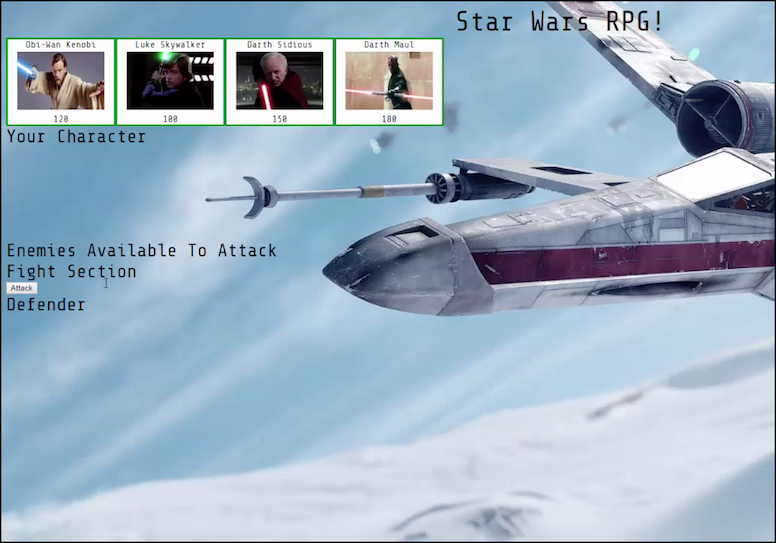 Star Wars RPG!
Obi-Wan Kenobi Luke Skywalker Darth Sidious Darth Maul
120 100 150 180
Your Character
Enemies Available To Attack
Fight Section
Attack
Defender